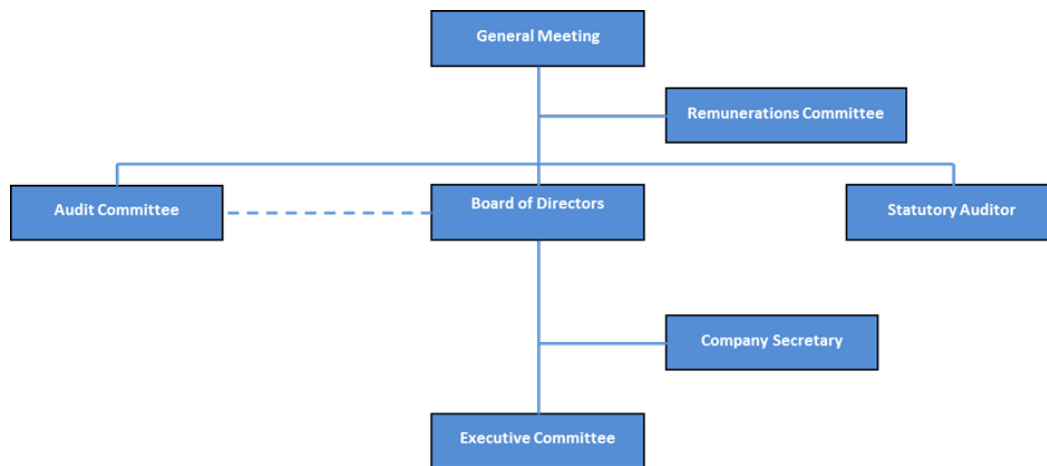 General Meeting
Remunerations Committee
Audit Committee
Board of Directors
Statutory Auditor
Company Secretary
Executive Committee